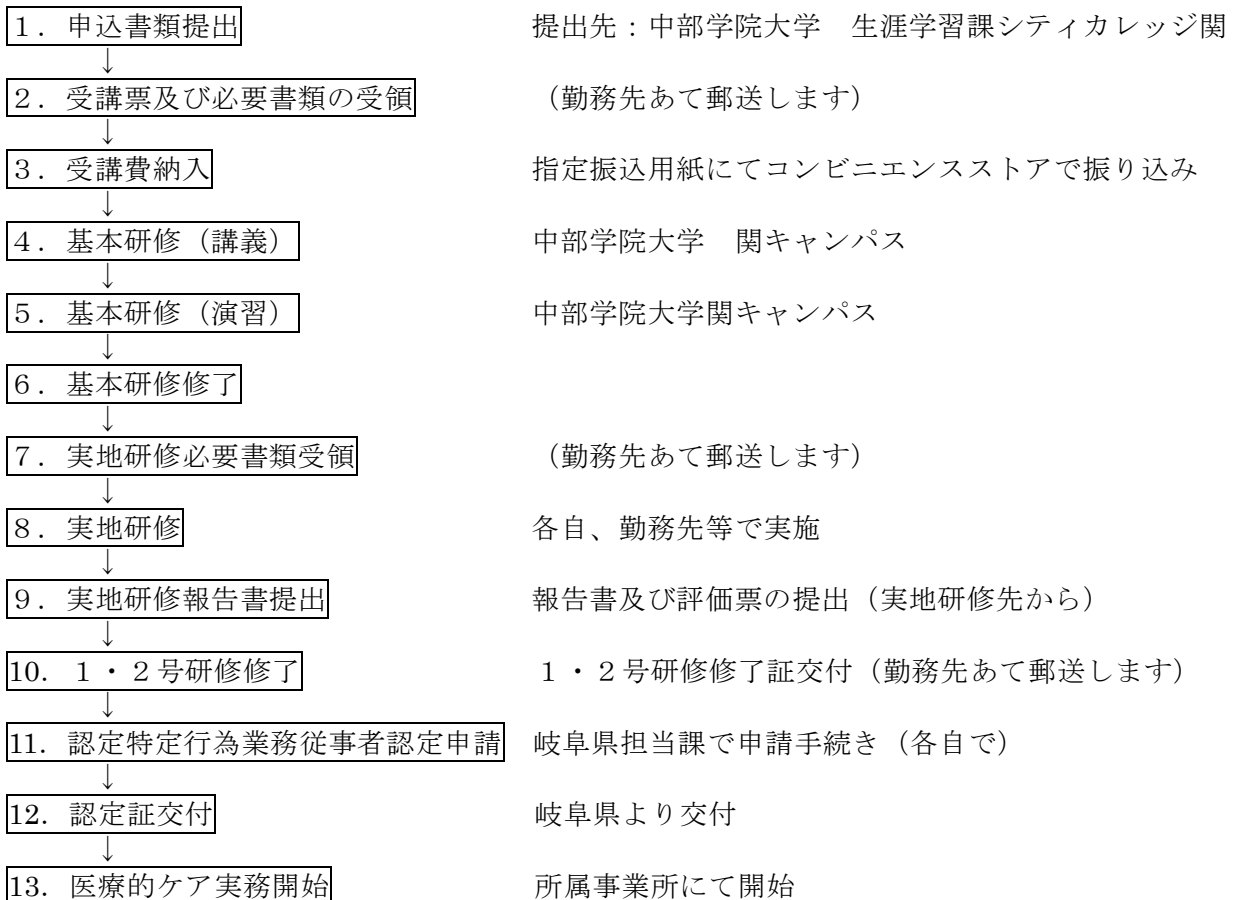 １．申込書類提出　提出先：中部学院大学　生涯学習課シティカレッジ関
↓
２．受講票及び必要書類の受領　（勤務先あて郵送します）
↓
３．受講費納入　指定振込用紙にてコンビニエンスストアで振り込み
↓
４．基本研修（講義）　中部学院大学　関キャンパス
↓
５．基本研修（演習）　中部学院大学関キャンパス
↓
６．基本研修修了
↓
７．実地研修必要書類受領　（勤務先あて郵送します）
↓
８．実地研修　各自、勤務先等で実施
↓
９．実地研修報告書提出　報告書及び評価票の提出（実地研修先から）
↓
10．１・２号研修修了　１・２号研修修了証交付（勤務先あて郵送します）
↓
11．認定特定行為業務従事者認定申請　岐阜県担当課で申請手続き（各自で）
↓
12．認定証交付　岐阜県より交付
↓
13．医療的ケア実務開始　所属事業所にて開始